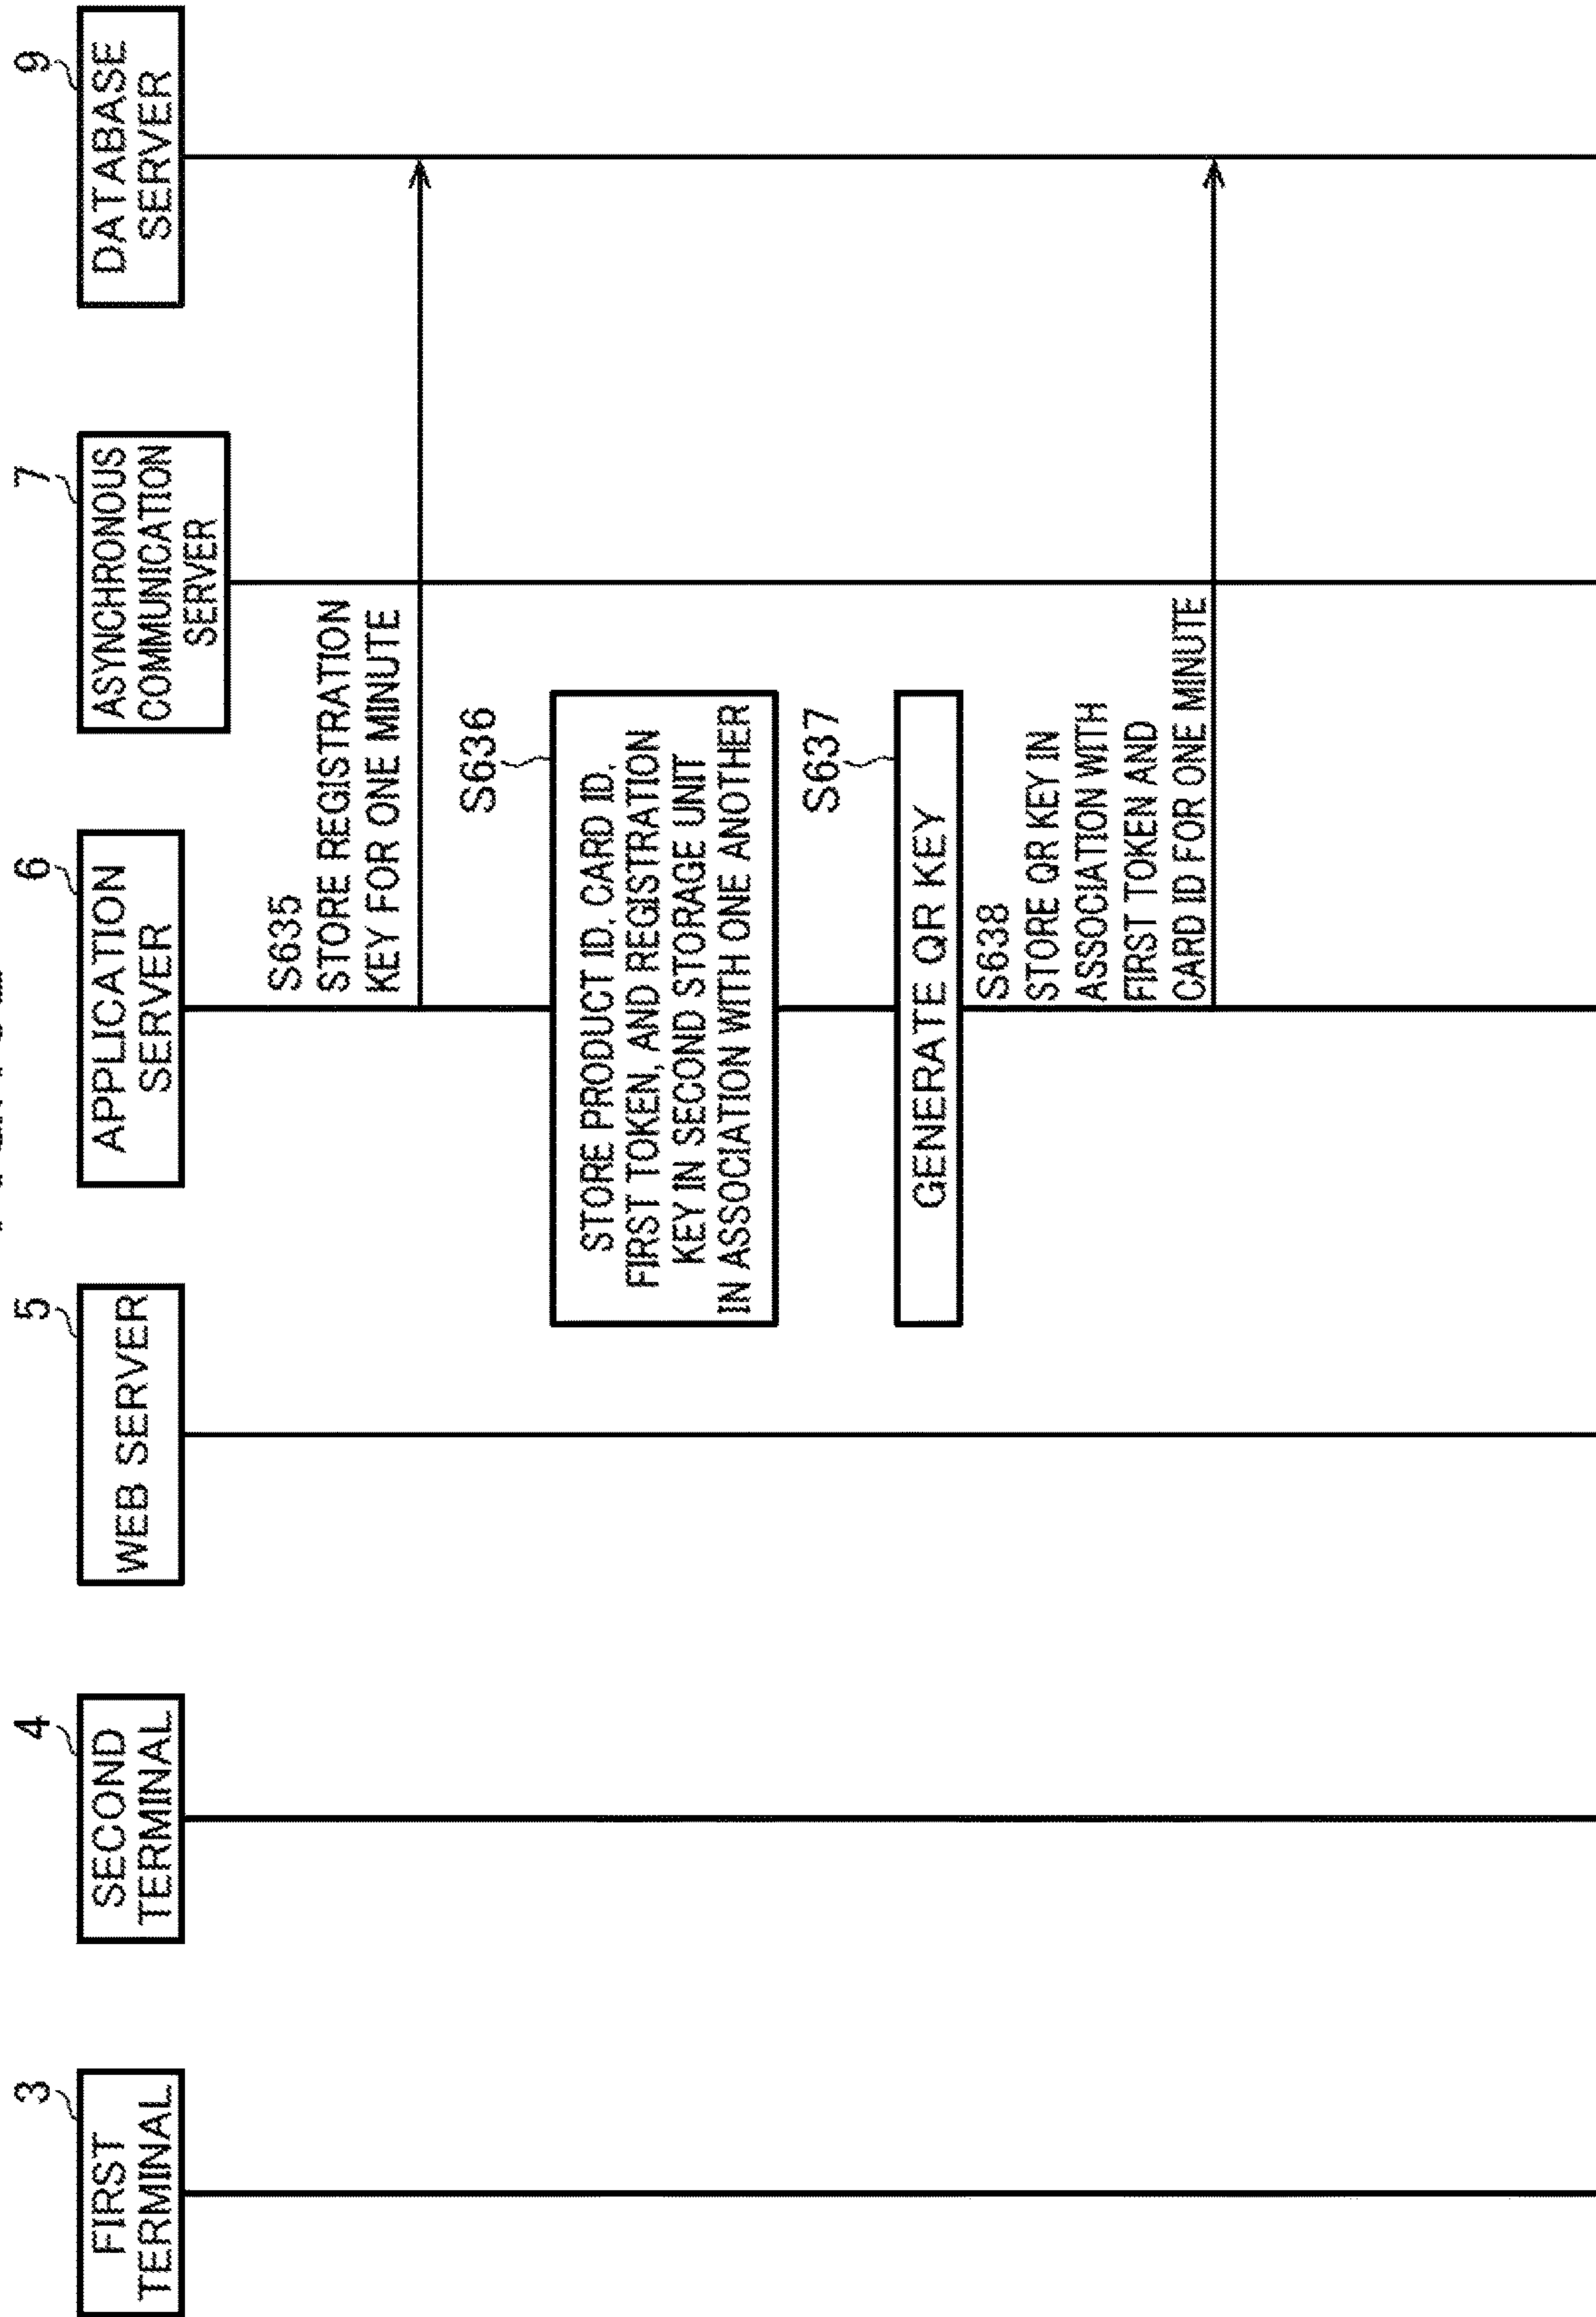 3
FIRST
TERMINAL
4
SECOND
TERMINAL
5
WEB SERVER
6
APPLICATION
SERVER
7
ASYNCHRONOUS
COMMUNICATION
SERVER
9
DATABASE
SERVER
S635
STORE REGISTRATION
KEY FOR ONE MINUTE
S636
STORE PRODUCT ID, CARD ID,
FIRST TOKEN, AND REGISTRATION
KEY IN SECOND STORAGE UNIT
IN ASSOCIATION WITH ONE ANOTHER
S637
GENERATE QR KEY
S638
STORE QR KEY IN
ASSOCIATION WITH
FIRST TOKEN AND
CARD ID FOR ONE MINUTE